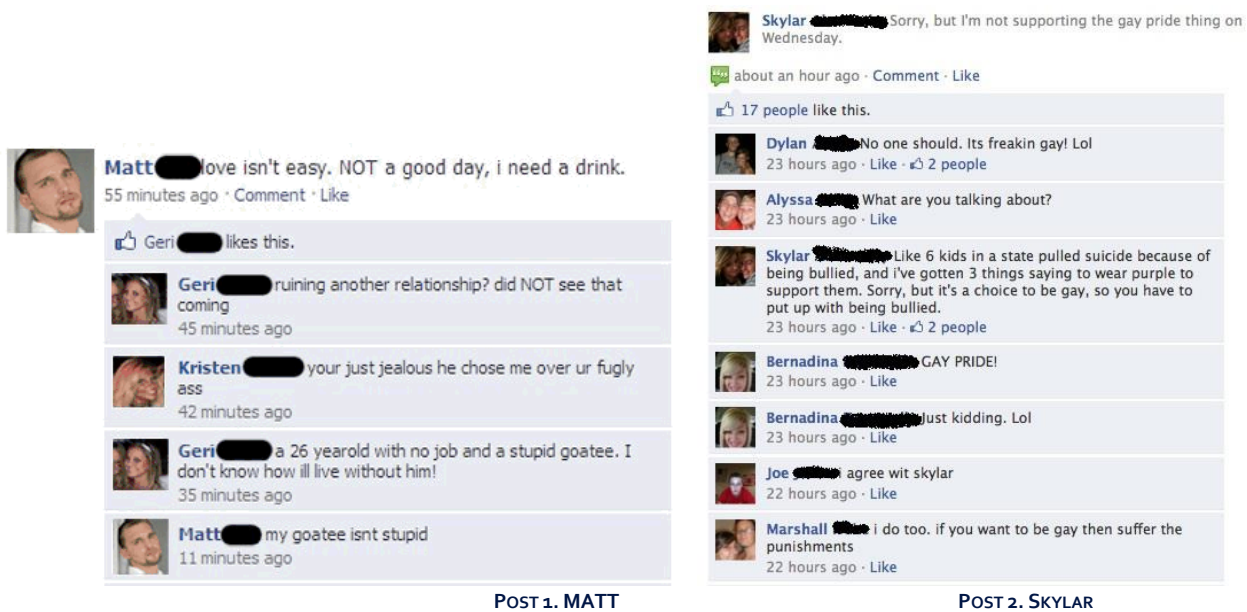 Matt love isn't easy. NOT a good day, i need a drink.
55 minutes ago · Comment · Like
Geri likes this.
Geri ruining another relationship? did NOT see that
coming
45 minutes ago
Kristen your just jealous he chose me over ur fugly
ass
42 minutes ago
Geri a 26 yearold with no job and a stupid goatee. I
don't know how ill live without him!
35 minutes ago
Matt my goatee isnt stupid
11 minutes ago
POST 1. MATT
Skylar Sorry, but I'm not supporting the gay pride thing on
Wednesday.
about an hour ago · Comment · Like
17 people like this.
Dylan No one should. Its freakin gay! Lol
23 hours ago · Like · 2 people
Alyssa What are you talking about?
23 hours ago · Like
Skylar Like 6 kids in a state pulled suicide because of
being bullied, and i've gotten 3 things saying to wear purple to
support them. Sorry, but it's a choice to be gay, so you have to
put up with being bullied.
23 hours ago · Like · 2 people
Bernadina GAY PRIDE!
23 hours ago · Like
Bernadina Just kidding. Lol
23 hours ago · Like
Joe i agree wit skylar
22 hours ago · Like
Marshall i do too. if you want to be gay then suffer the
punishments
22 hours ago · Like
POST 2. SKYLAR